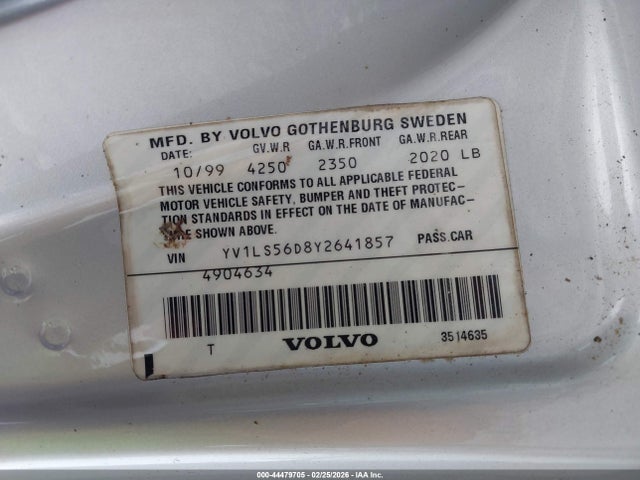 MFD. BY VOLVO GOTHENBURG SWEDEN
DATE: GV.W.R GA.W.R.FRONT GA.W.R.REAR
10/99 4250 2350 2020 LB
THIS VEHICLE CONFORMS TO ALL APPLICABLE FEDERAL
MOTOR VEHICLE SAFETY, BUMPER AND THEFT PROTEC-
TION STANDARDS IN EFFECT ON THE DATE OF MANUFAC-
SHOWN ABOVE.
VIN YV1LS56D8Y2641857 PASS.CAR
4904634
T VOLVO 3514635
000-44479705 - 02/25/2026 - IAA Inc.